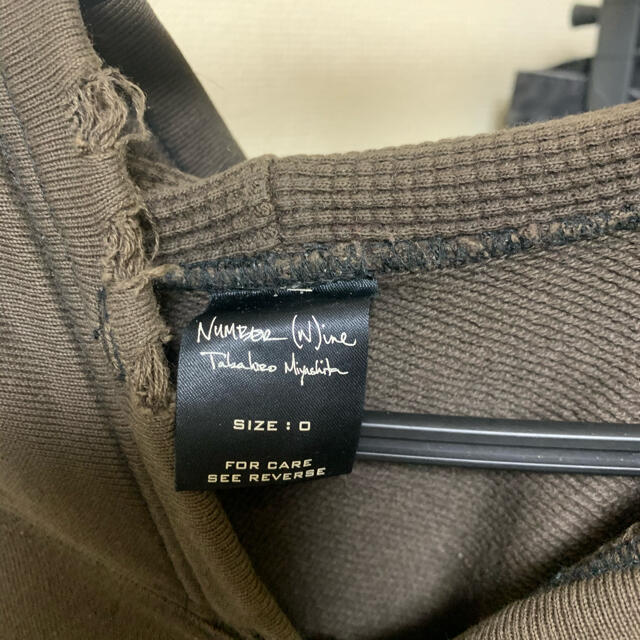 NUMBER (N)ine
Takahiro Miyashita
SIZE : 0
FOR CARE
SEE REVERSE